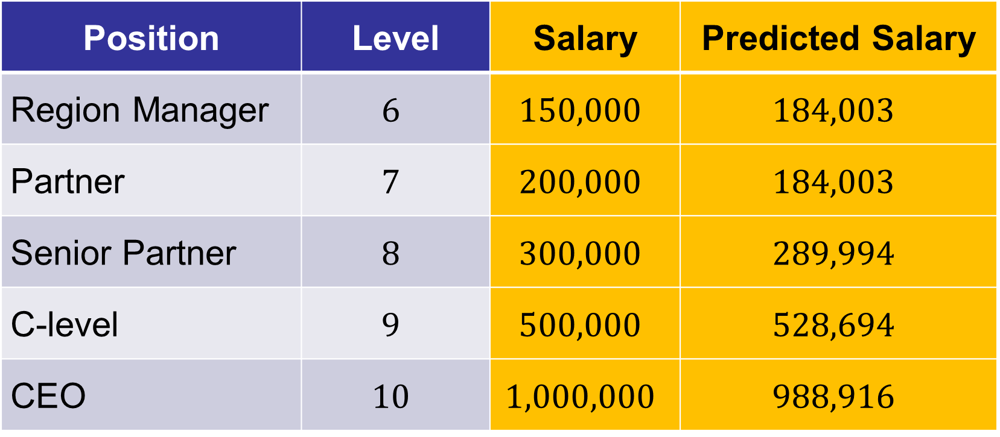 Position Level Salary Predicted Salary
Region Manager 6 150,000 184,003
Partner 7 200,000 184,003
Senior Partner 8 300,000 289,994
C-level 9 500,000 528,694
CEO 10 1,000,000 988,916